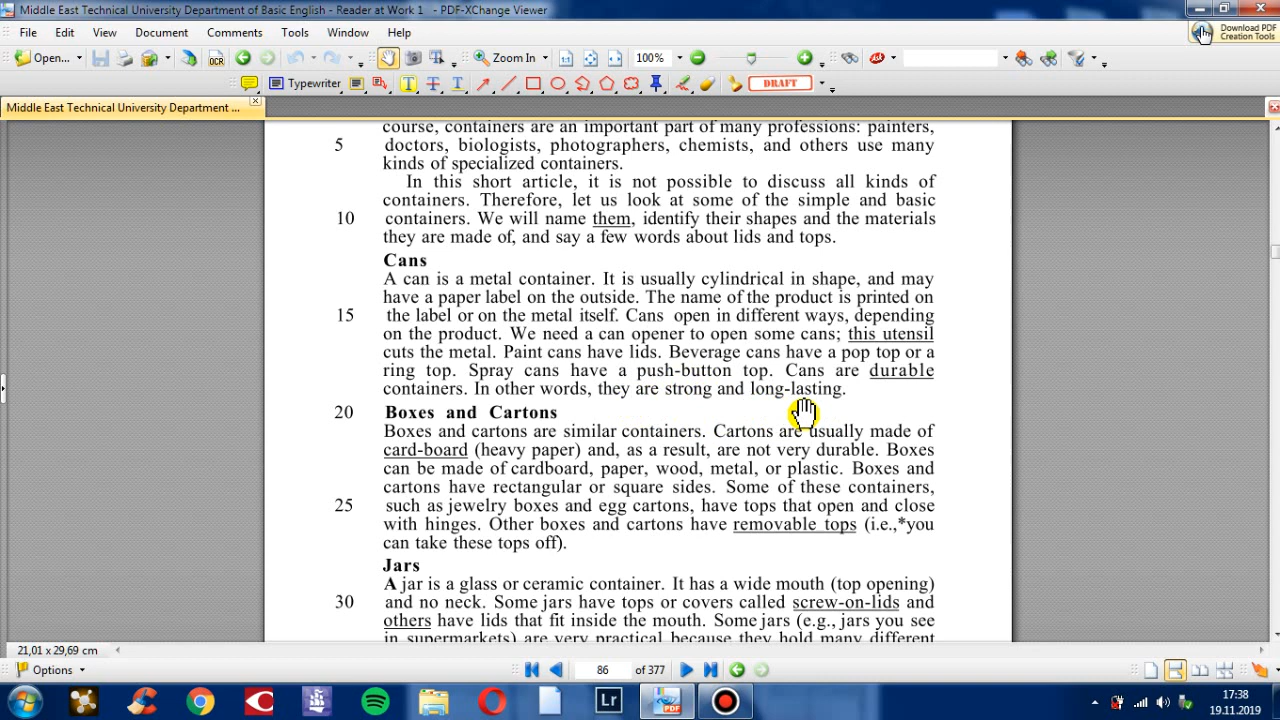 Middle East Technical University Department of Basic English - Reader at Work 1 - PDF-XChange Viewer
File Edit View Document Comments Tools Window Help
Download PDF
Creation Tools
Open... OCR Zoom In 100%
Typewriter DRAFT
Middle East Technical University Department ...
course, containers are an important part of many professions: painters,
5 doctors, biologists, photographers, chemists, and others use many
kinds of specialized containers.
In this short article, it is not possible to discuss all kinds of
containers. Therefore, let us look at some of the simple and basic
10 containers. We will name them, identify their shapes and the materials
they are made of, and say a few words about lids and tops.
Cans
A can is a metal container. It is usually cylindrical in shape, and may
have a paper label on the outside. The name of the product is printed on
15 the label or on the metal itself. Cans open in different ways, depending
on the product. We need a can opener to open some cans; this utensil
cuts the metal. Paint cans have lids. Beverage cans have a pop top or a
ring top. Spray cans have a push-button top. Cans are durable
containers. In other words, they are strong and long-lasting.
20 Boxes and Cartons
Boxes and cartons are similar containers. Cartons are usually made of
card-board (heavy paper) and, as a result, are not very durable. Boxes
can be made of cardboard, paper, wood, metal, or plastic. Boxes and
cartons have rectangular or square sides. Some of these containers,
25 such as jewelry boxes and egg cartons, have tops that open and close
with hinges. Other boxes and cartons have removable tops (i.e.,*you
can take these tops off).
Jars
A jar is a glass or ceramic container. It has a wide mouth (top opening)
30 and no neck. Some jars have tops or covers called screw-on-lids and
others have lids that fit inside the mouth. Some jars (e.g., jars you see
in supermarkets) are very practical because they hold many different
21,01 x 29,69 cm
Options 86 of 377
Lr PDF 17:38
19.11.2019